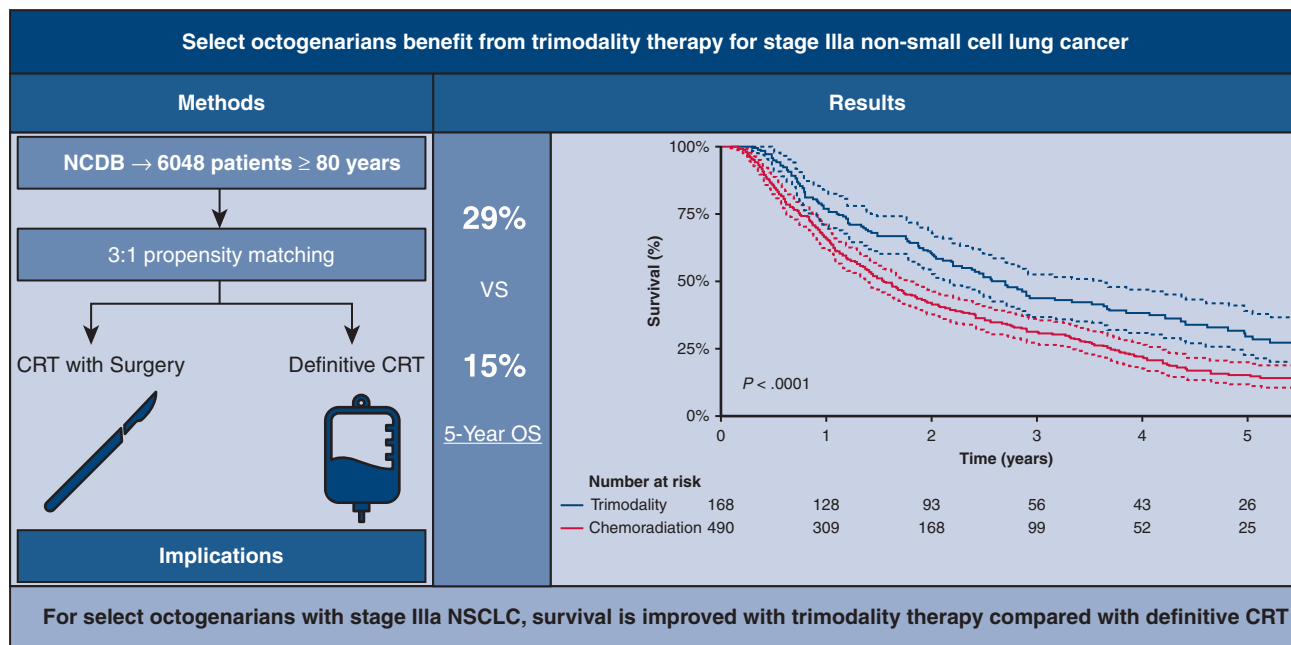 Select octogenarians benefit from trimodality therapy for stage IIIa non-small cell lung cancer
Methods
Results
NCDB → 6048 patients ≥ 80 years
3:1 propensity matching
CRT with Surgery
Definitive CRT
29%
VS
15%
5-Year OS
Survival (%)
100%
75%
50%
25%
0%
P < .0001
0 1 2 3 4 5
Time (years)
Number at risk
Trimodality 168 128 93 56 43 26
Chemoradiation 490 309 168 99 52 25
Implications
For select octogenarians with stage IIIa NSCLC, survival is improved with trimodality therapy compared with definitive CRT